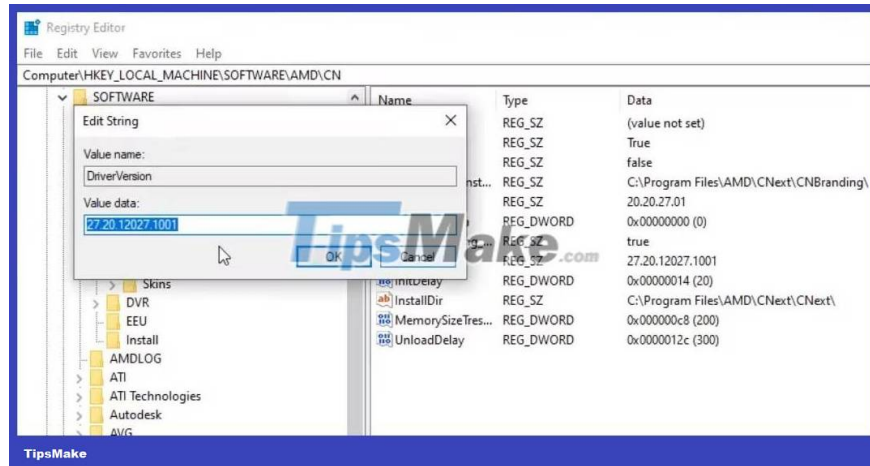 Registry Editor
File Edit View Favorites Help
Computer\HKEY_LOCAL_MACHINE\SOFTWARE\AMD\CN
SOFTWARE
Edit String
Value name:
DriverVersion
Value data:
27.20.12027.1001
OK Cancel
Skins
DVR
EEU
Install
AMDLOG
ATI
ATI Technologies
Autodesk
AVG
Name Type Data
REG_SZ (value not set)
REG_SZ True
REG_SZ false
nst... REG_SZ C:\Program Files\AMD\CNext\CNBranding\
REG_SZ 20.20.27.01
REG_DWORD 0x00000000 (0)
g_... REG_SZ true
REG_SZ 27.20.12027.1001
InitDelay REG_DWORD 0x00000014 (20)
InstallDir REG_SZ C:\Program Files\AMD\CNext\CNext\
MemorySizeTres... REG_DWORD 0x000000c8 (200)
UnloadDelay REG_DWORD 0x0000012c (300)
TipsMake.com
TipsMake